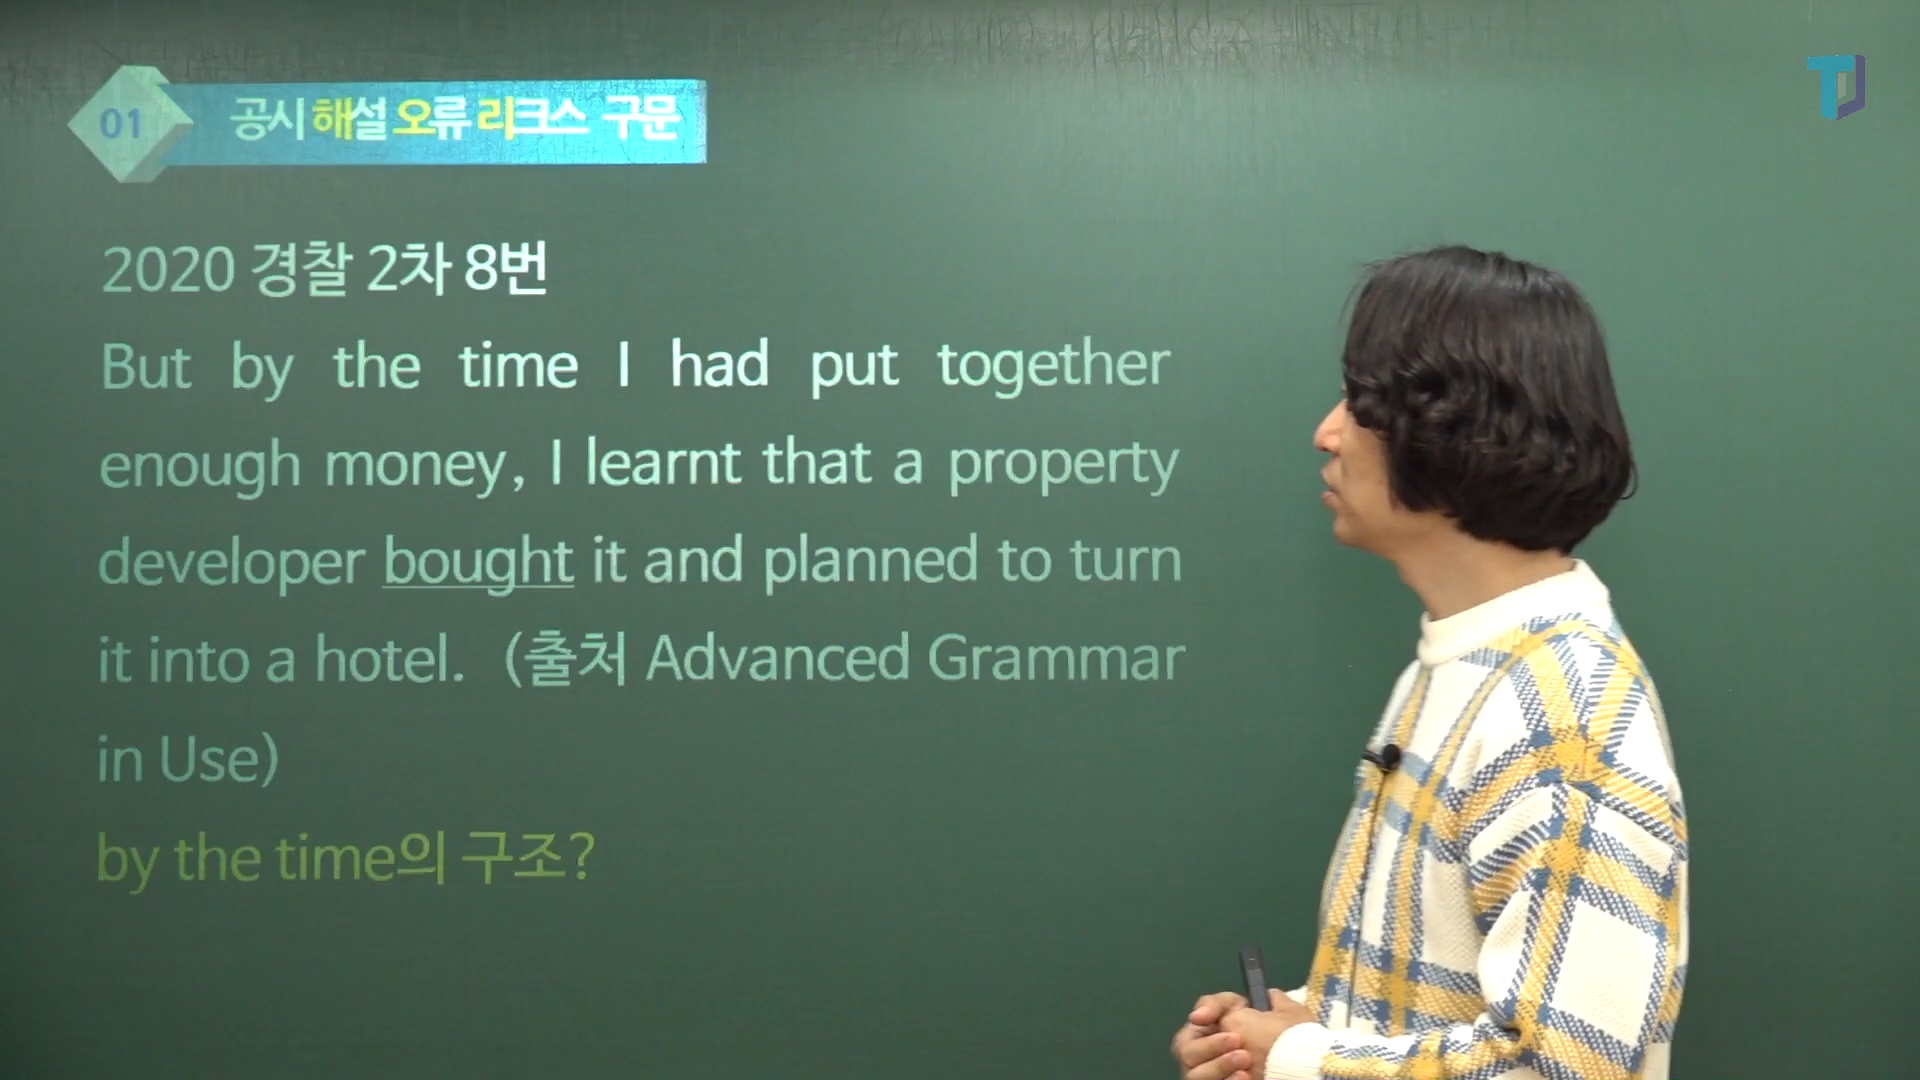 01
공시 해설 오류 리크스 구문
2020 경찰 2차 8번
But by the time I had put together
enough money, I learnt that a property
developer bought it and planned to turn
it into a hotel. (출처 Advanced Grammar
in Use)
by the time의 구조?